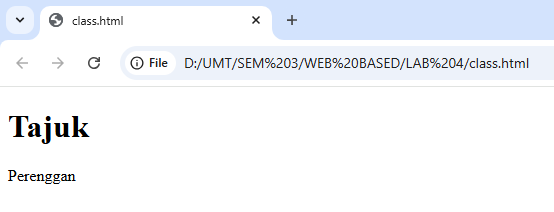 class.html
File D:/UMT/SEM%203/WEB%20BASED/LAB%204/class.html
Tajuk
Perenggan